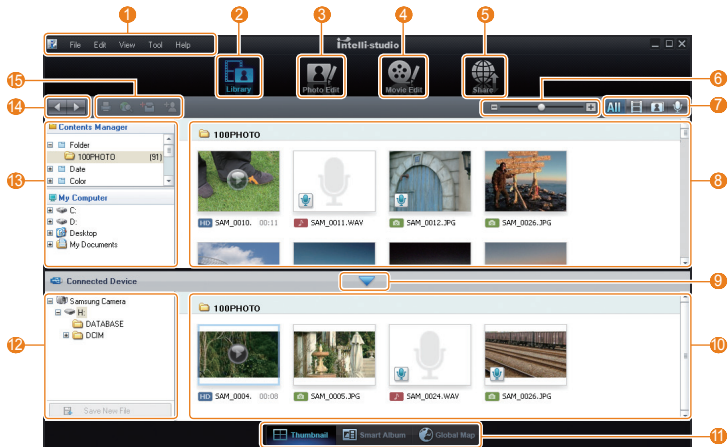 1
2
3
4
5
File Edit View Tool Help
intelli-studio
15
Library
Photo Edit
Movie Edit
Share
6
7
14
All
Contents Manager
Folder
100PHOTO (91)
Date
Color
13
My Computer
C:
D:
Desktop
My Documents
100PHOTO
HD SAM_0010. 00:11
SAM_0011.WAV
SAM_0012.JPG
SAM_0026.JPG
8
Connected Device
9
Samsung Camera
H:
DATABASE
DCIM
12
Save New File
100PHOTO
HD SAM_0004. 00:08
SAM_0005.JPG
SAM_0024.WAV
SAM_0026.JPG
10
Thumbnail
Smart Album
Global Map
11